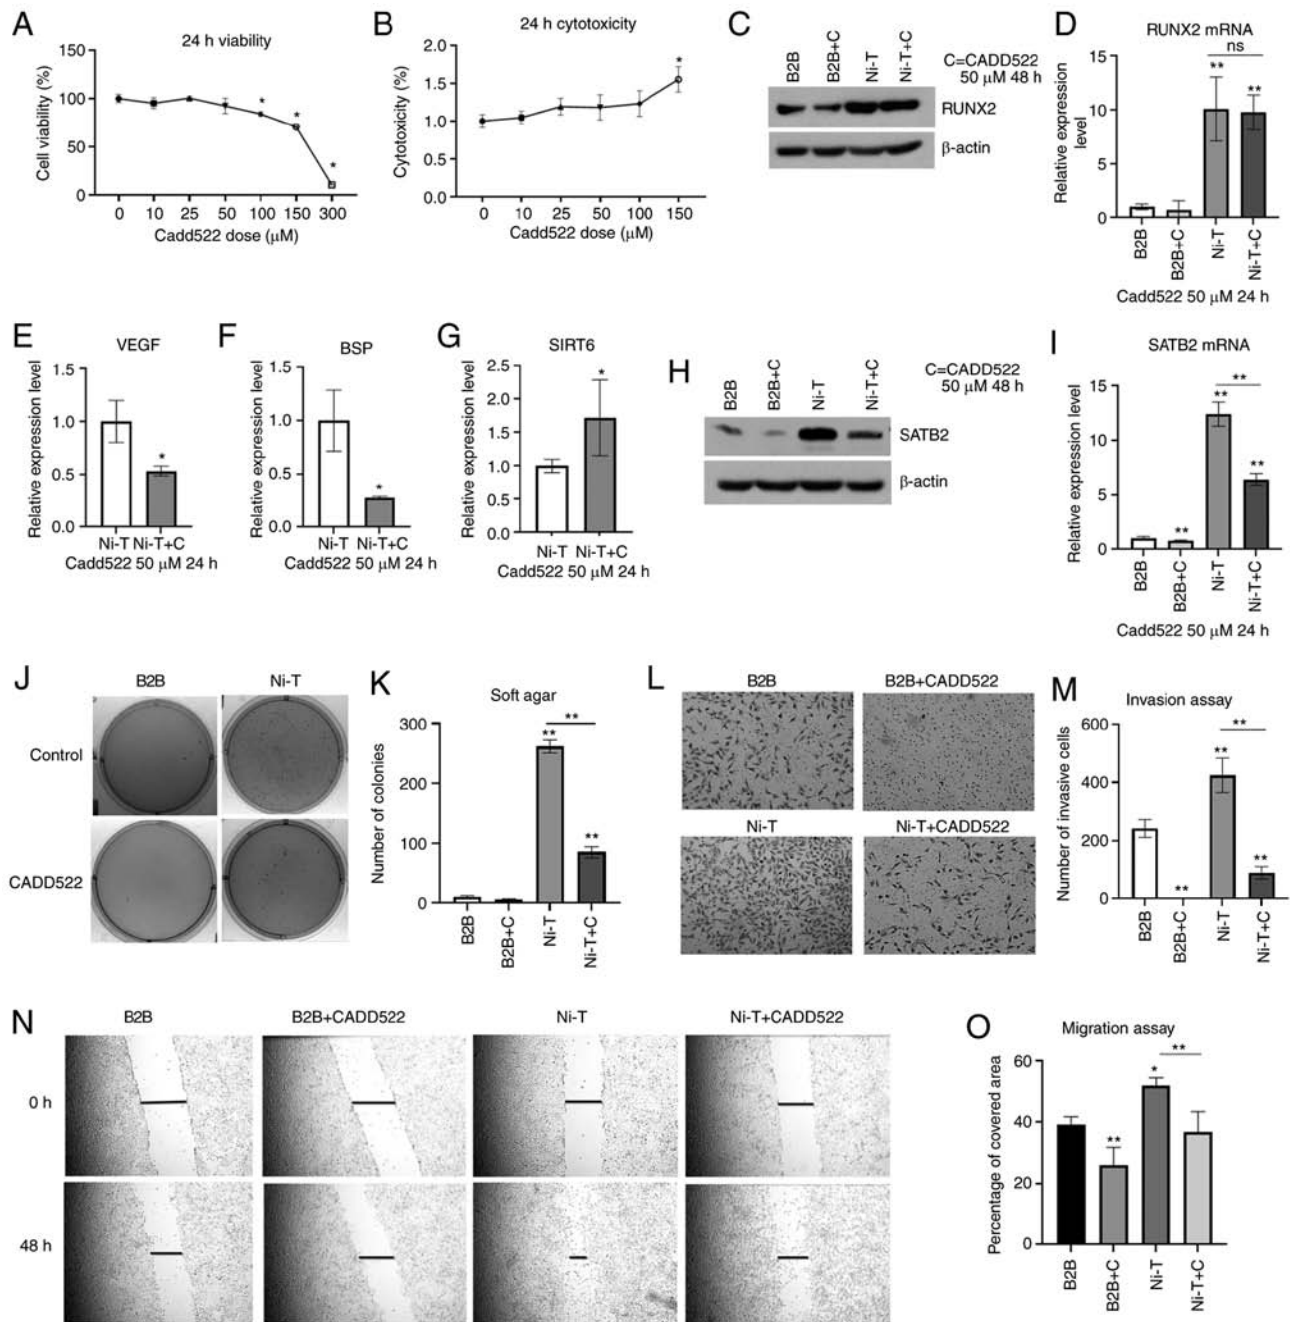 A
24 h viability
Cell viability (%)
150
100
50
0
*
*
*
0 10 25 50 100 150 300
Cadd522 dose (μM)
B
24 h cytotoxicity
Cytotoxicity (%)
2.0
1.5
1.0
0.5
0.0
*
0 10 25 50 100 150
Cadd522 dose (μM)
C
B2B
B2B+C
Ni-T
Ni-T+C
C=CADD522
50 μM 48 h
RUNX2
β-actin
D
RUNX2 mRNA
ns
Relative expression
level
15
10
5
0
**
**
B2B
B2B+C
Ni-T
Ni-T+C
Cadd522 50 μM 24 h
E
VEGF
Relative expression level
1.5
1.0
0.5
0.0
*
Ni-T Ni-T+C
Cadd522 50 μM 24 h
F
BSP
Relative expression level
1.5
1.0
0.5
0.0
*
Ni-T Ni-T+C
Cadd522 50 μM 24 h
G
SIRT6
Relative expression level
2.5
2.0
1.5
1.0
0.5
0.0
*
Ni-T Ni-T+C
Cadd522 50 μM 24 h
H
B2B
B2B+C
Ni-T
Ni-T+C
C=CADD522
50 μM 48 h
SATB2
β-actin
I
SATB2 mRNA
Relative expression level
15
10
5
0
**
**
**
**
B2B
B2B+C
Ni-T
Ni-T+C
Cadd522 50 μM 24 h
J
B2B Ni-T
Control
CADD522
K
Soft agar
Number of colonies
300
200
100
0
**
**
**
B2B
B2B+C
Ni-T
Ni-T+C
L
B2B B2B+CADD522
Ni-T Ni-T+CADD522
M
Invasion assay
Number of invasive cells
600
400
200
0
**
**
**
**
B2B
B2B+C
Ni-T
Ni-T+C
N
B2B B2B+CADD522 Ni-T Ni-T+CADD522
0 h
48 h
O
Migration assay
Percentage of covered area
60
40
20
0
**
*
**
B2B
B2B+C
Ni-T
Ni-T+C